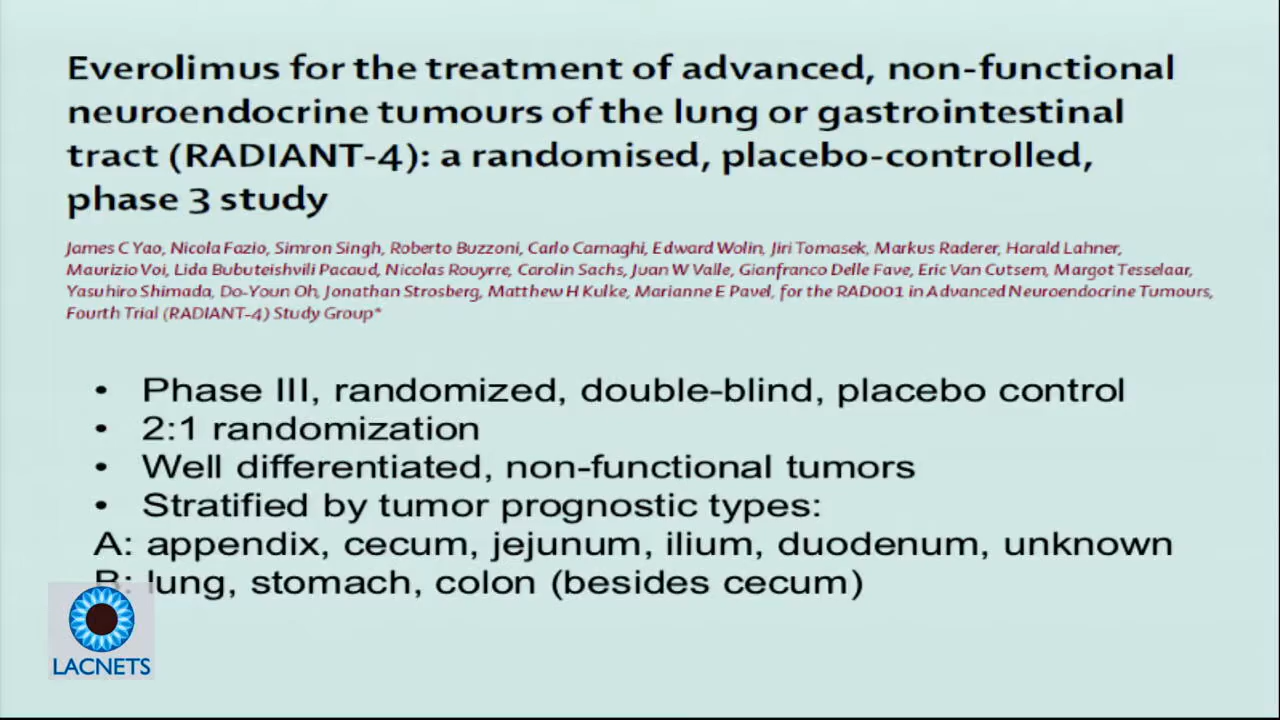 Everolimus for the treatment of advanced, non-functional
neuroendocrine tumours of the lung or gastrointestinal
tract (RADIANT-4): a randomised, placebo-controlled,
phase 3 study
James C Yao, Nicola Fazio, Simron Singh, Roberto Buzzoni, Carlo Carnaghi, Edward Wolin, Jiri Tomasek, Markus Raderer, Harald Lahner,
Maurizio Voi, Lida Bubuteishvili Pacaud, Nicolas Rouyrre, Carolin Sachs, Juan W Valle, Gianfranco Delle Fave, Eric Van Cutsem, Margot Tesselaar,
Yasuhiro Shimada, Do-Youn Oh, Jonathan Strosberg, Matthew H Kulke, Marianne E Pavel, for the RAD001 in Advanced Neuroendocrine Tumours,
Fourth Trial (RADIANT-4) Study Group*
• Phase III, randomized, double-blind, placebo control
• 2:1 randomization
• Well differentiated, non-functional tumors
• Stratified by tumor prognostic types:
A: appendix, cecum, jejunum, ilium, duodenum, unknown
B: lung, stomach, colon (besides cecum)
LACNETS